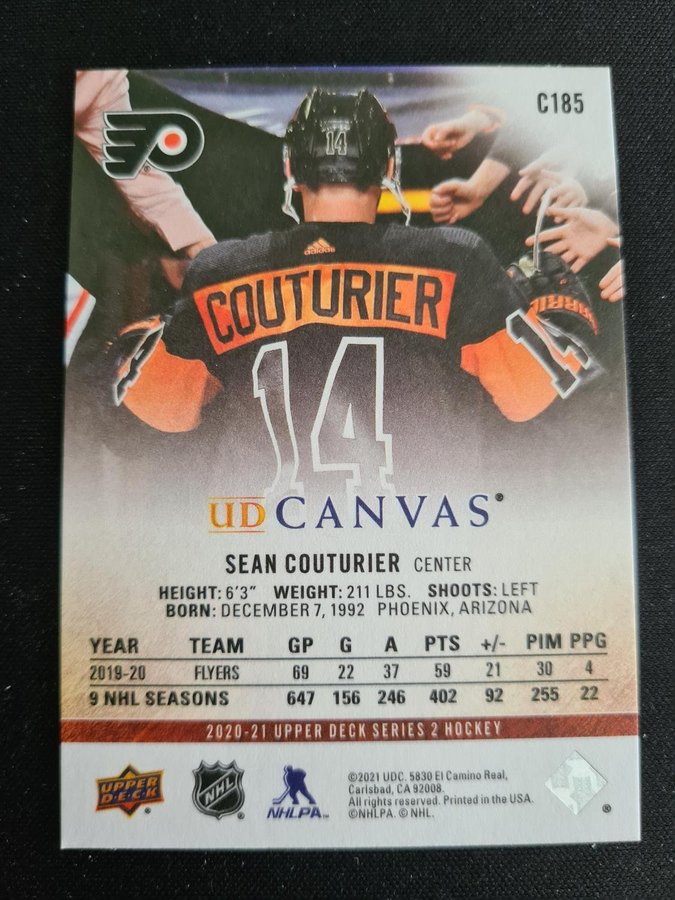 C185
14
adidas
COUTURIER
14
14
14
UD CANVAS®
SEAN COUTURIER CENTER
HEIGHT: 6'3" WEIGHT: 211 LBS. SHOOTS: LEFT
BORN: DECEMBER 7, 1992 PHOENIX, ARIZONA
YEAR TEAM GP G A PTS +/- PIM PPG
2019-20 FLYERS 69 22 37 59 21 30 4
9 NHL SEASONS 647 156 246 402 92 255 22
2020-21 UPPER DECK SERIES 2 HOCKEY
UPPER DECK ®
NHL ®
NHLPA
©2021 UDC. 5830 El Camino Real,
Carlsbad, CA 92008.
All rights reserved. Printed in the USA.
©NHLPA. © NHL.
®